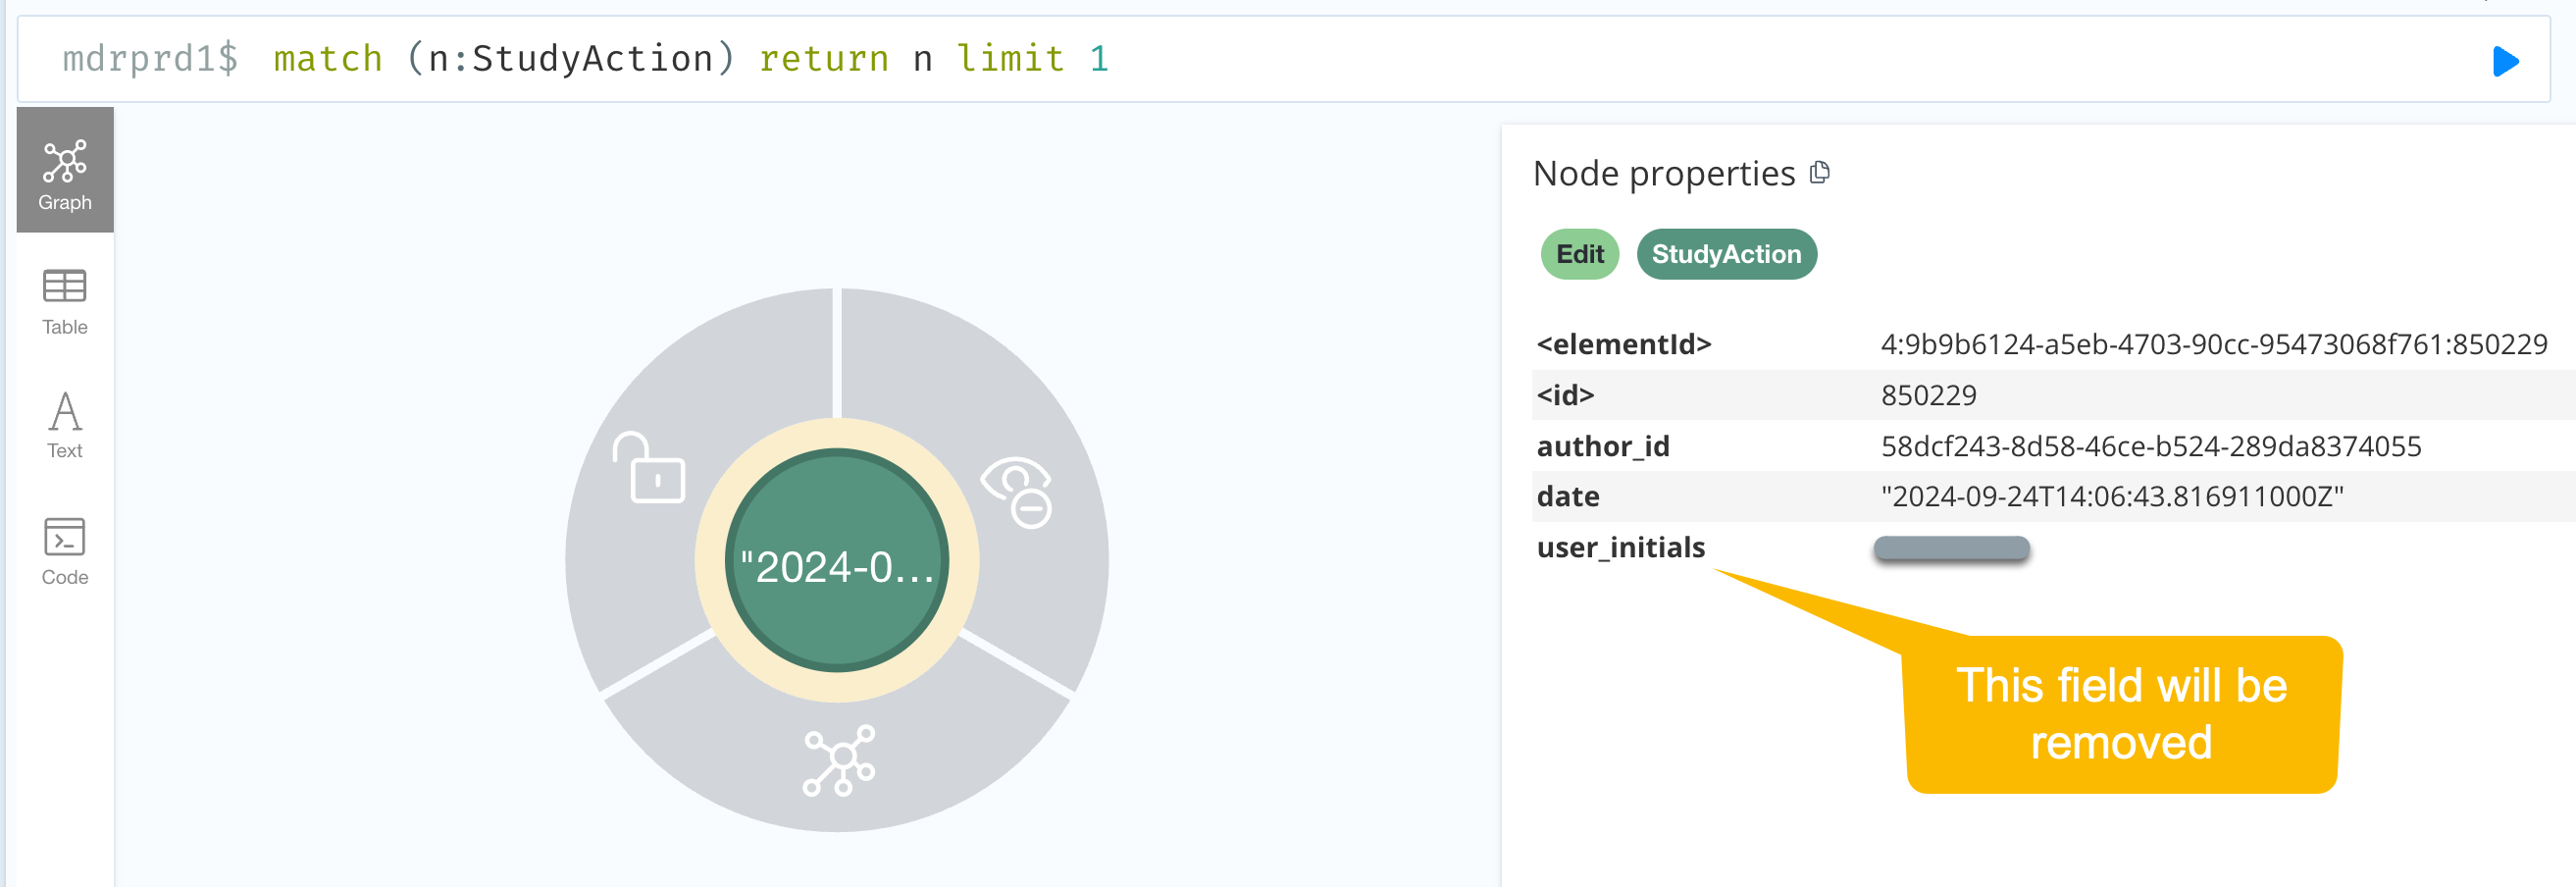 mdrprd1$ match (n:StudyAction) return n limit 1
Graph
Table
Text
Code
"2024-0...
Node properties
Edit StudyAction
<elementId> 4:9b9b6124-a5eb-4703-90cc-95473068f761:850229
<id> 850229
author_id 58dcf243-8d58-46ce-b524-289da8374055
date "2024-09-24T14:06:43.816911000Z"
user_initials
This field will be
removed